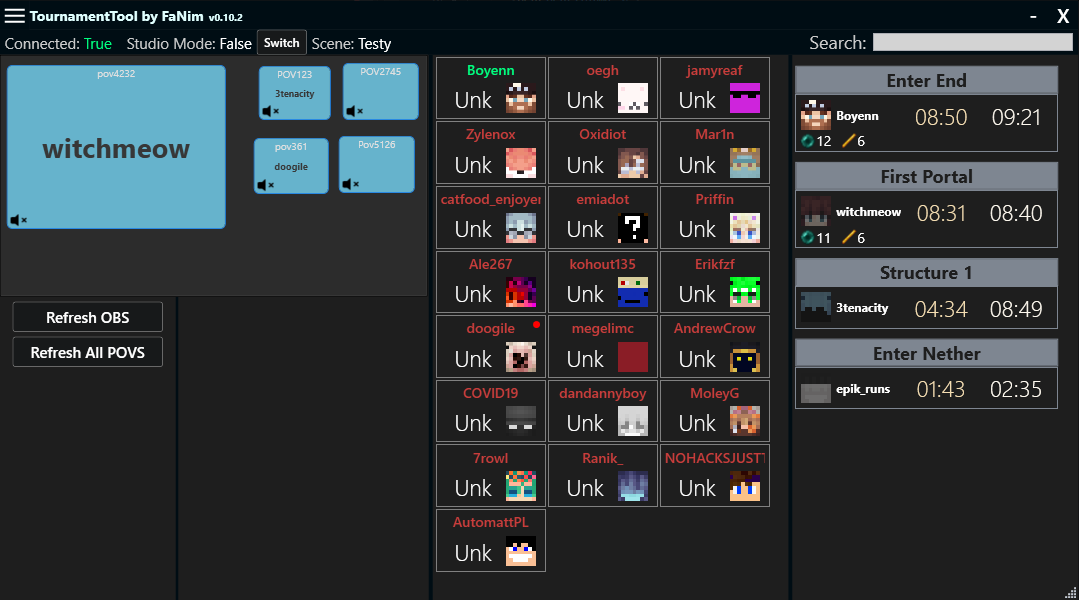 TournamentTool by FaNim v0.10.2
- X
Connected: True Studio Mode: False Switch Scene: Testy
Search:
pov4232
witchmeow
POV123
3tenacity
POV2745
pov361
doogile
Pov5126
Refresh OBS
Refresh All POVS
Boyenn oegh jamyreaf
Unk Unk Unk
Zylenox Oxidiot Mar1n
Unk Unk Unk
catfood_enjoyer emiadot Priffin
Unk Unk Unk
?
Ale267 kohout135 Erikfzf
Unk Unk Unk
doogile megelimc AndrewCrow
Unk Unk Unk
COVID19 dandannyboy MoleyG
Unk Unk Unk
7rowl Ranik_ NOHACKSJUSTT
Unk Unk Unk
AutomattPL
Unk
Enter End
Boyenn 08:50 09:21
12 6
First Portal
witchmeow 08:31 08:40
11 6
Structure 1
3tenacity 04:34 08:49
Enter Nether
epik_runs 01:43 02:35